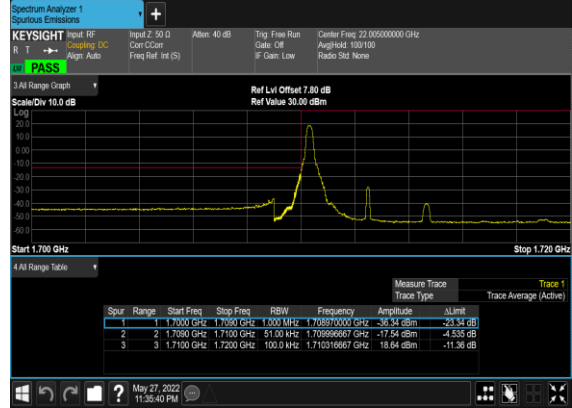 Spectrum Analyzer 1
Spurious Emissions
KEYSIGHT Input: RF Input Z: 50 Ω Atten: 40 dB Trig: Free Run Center Freq: 22.005000000 GHz
R T Coupling: DC Corr CCorr Gate: Off Avg|Hold: 100/100
Align: Auto Freq Ref: Int (S) IF Gain: Low Radio Std: None
LW PASS
3 All Range Graph
Ref Lvl Offset 7.80 dB
Scale/Div 10.0 dB Ref Value 30.00 dBm
Log
20.0
10.0
0.00
-10.0
-20.0
-30.0
-40.0
-50.0
-60.0
Start 1.700 GHz Stop 1.720 GHz
4 All Range Table
Measure Trace Trace 1
Trace Type Trace Average (Active)
Spur Range Start Freq Stop Freq RBW Frequency Amplitude ΔLimit
1 1 1.7000 GHz 1.7090 GHz 1.000 MHz 1.708970000 GHz -36.34 dBm -23.34 dB
2 2 1.7090 GHz 1.7100 GHz 51.00 kHz 1.709996667 GHz -17.54 dBm -4.535 dB
3 3 1.7100 GHz 1.7200 GHz 100.0 kHz 1.710316667 GHz 18.64 dBm -11.36 dB
May 27, 2022
11:35:40 PM